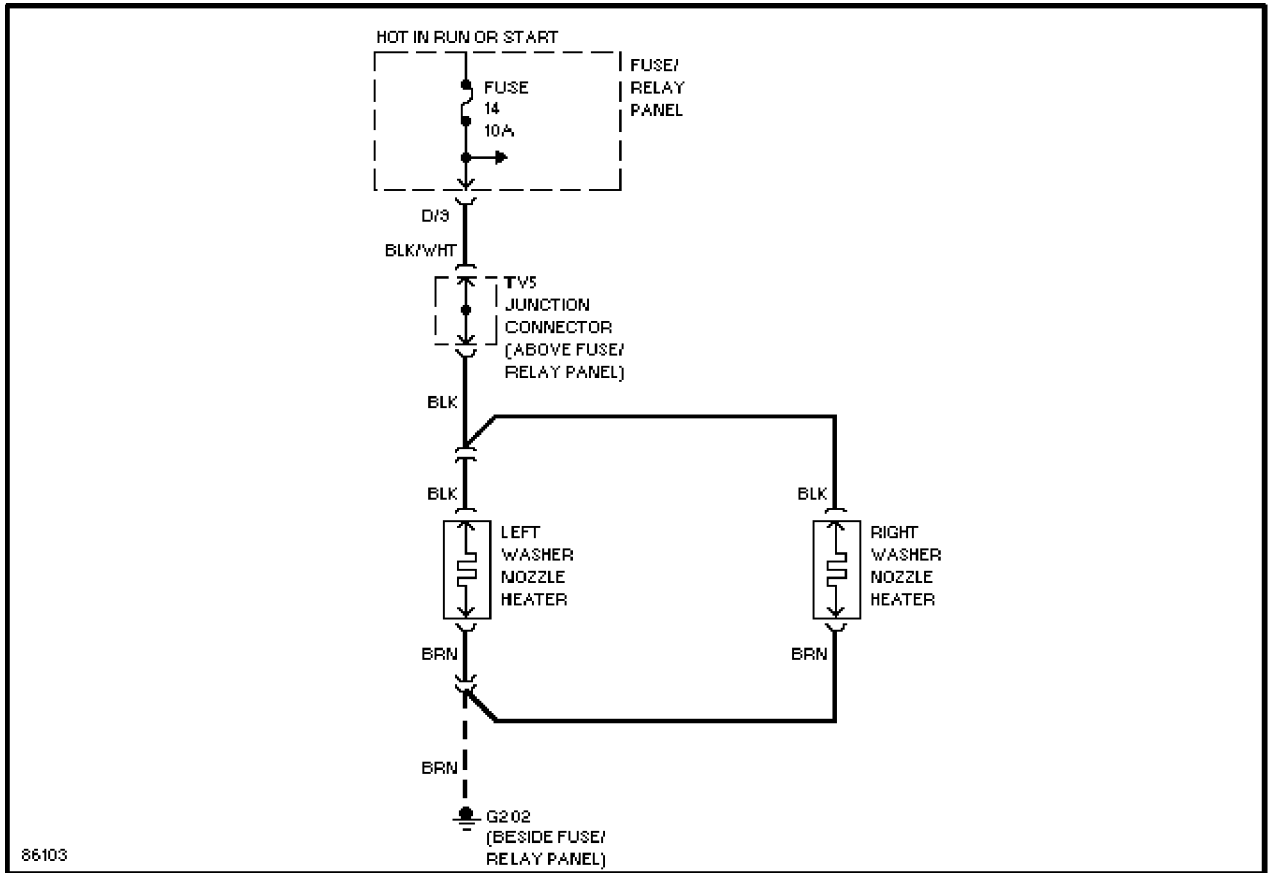 HOT IN RUN OR START
FUSE/
RELAY
PANEL
FUSE
14
10A
D/9
BLK/WHT
TV5
JUNCTION
CONNECTOR
(ABOVE FUSE/
RELAY PANEL)
BLK
BLK
BLK
LEFT
WASHER
NOZZLE
HEATER
RIGHT
WASHER
NOZZLE
HEATER
BRN
BRN
BRN
G202
(BESIDE FUSE/
RELAY PANEL)
86103